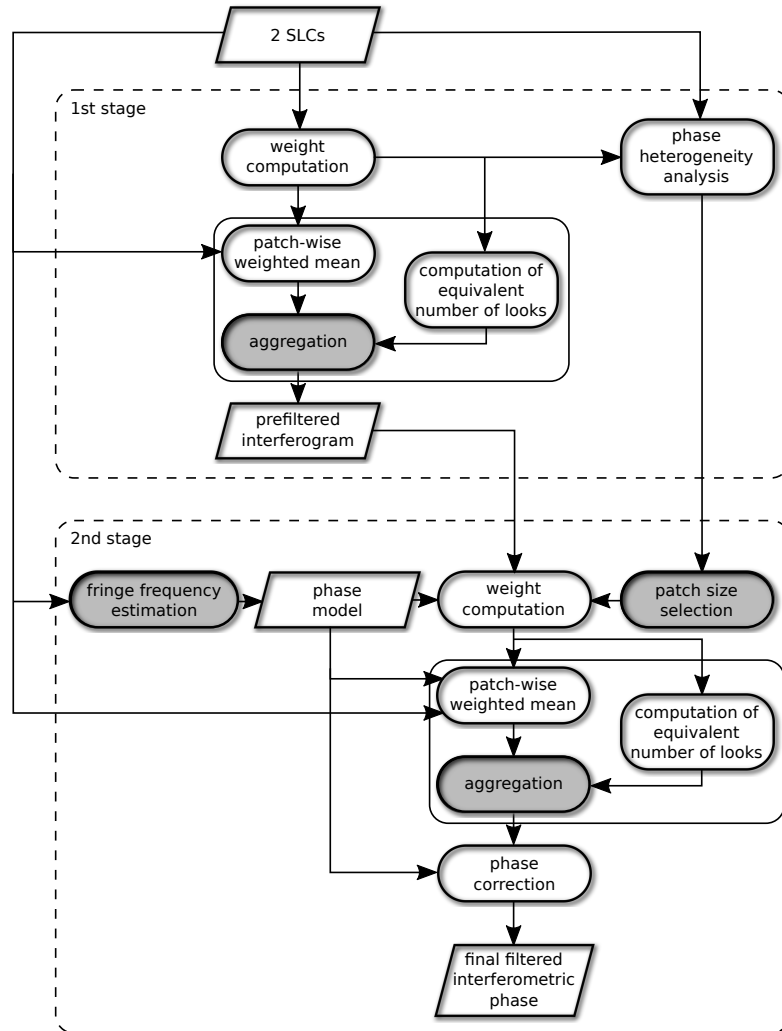 2 SLCs
1st stage
weight
computation
phase
heterogeneity
analysis
patch-wise
weighted mean
computation of
equivalent
number of looks
aggregation
prefiltered
interferogram
2nd stage
fringe frequency
estimation
phase
model
weight
computation
patch size
selection
patch-wise
weighted mean
computation of
equivalent
number of looks
aggregation
phase
correction
final filtered
interferometric
phase